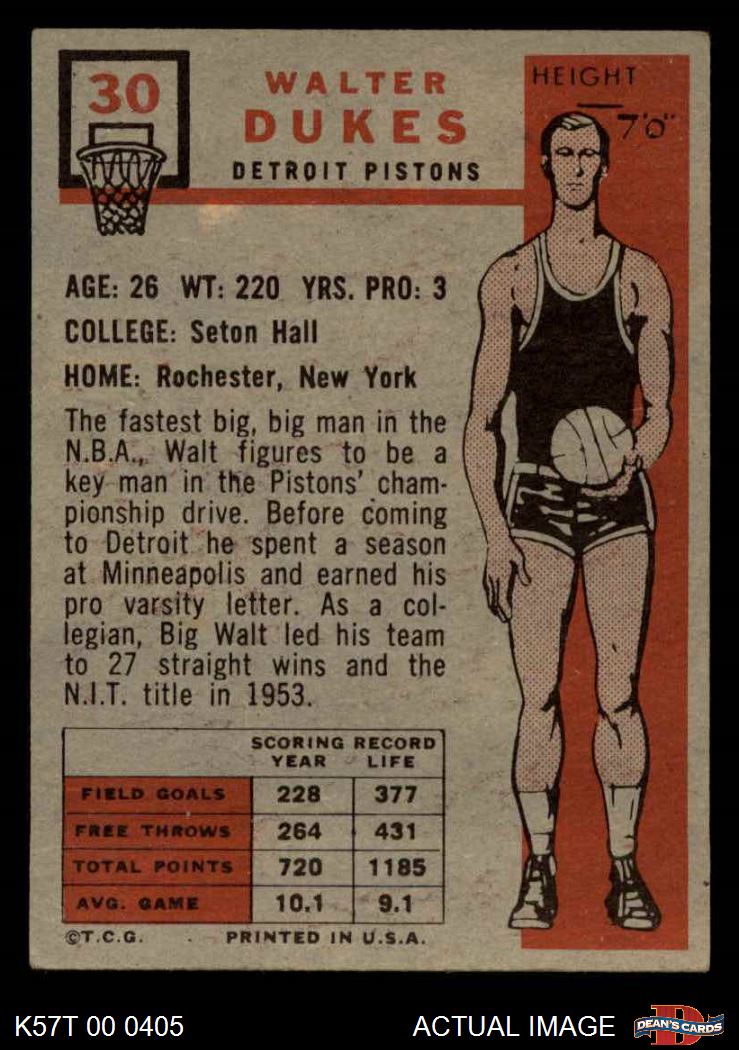 30
WALTER
DUKES
DETROIT PISTONS
HEIGHT
7'0"
AGE: 26 WT: 220 YRS. PRO: 3
COLLEGE: Seton Hall
HOME: Rochester, New York
The fastest big, big man in the
N.B.A., Walt figures to be a
key man in the Pistons' cham-
pionship drive. Before coming
to Detroit he spent a season
at Minneapolis and earned his
pro varsity letter. As a col-
legian, Big Walt led his team
to 27 straight wins and the
N.I.T. title in 1953.
SCORING RECORD
YEAR LIFE
FIELD GOALS 228 377
FREE THROWS 264 431
TOTAL POINTS 720 1185
AVG. GAME 10.1 9.1
©T.C.G. PRINTED IN U.S.A.
K57T 00 0405 ACTUAL IMAGE DEAN'S CARDS